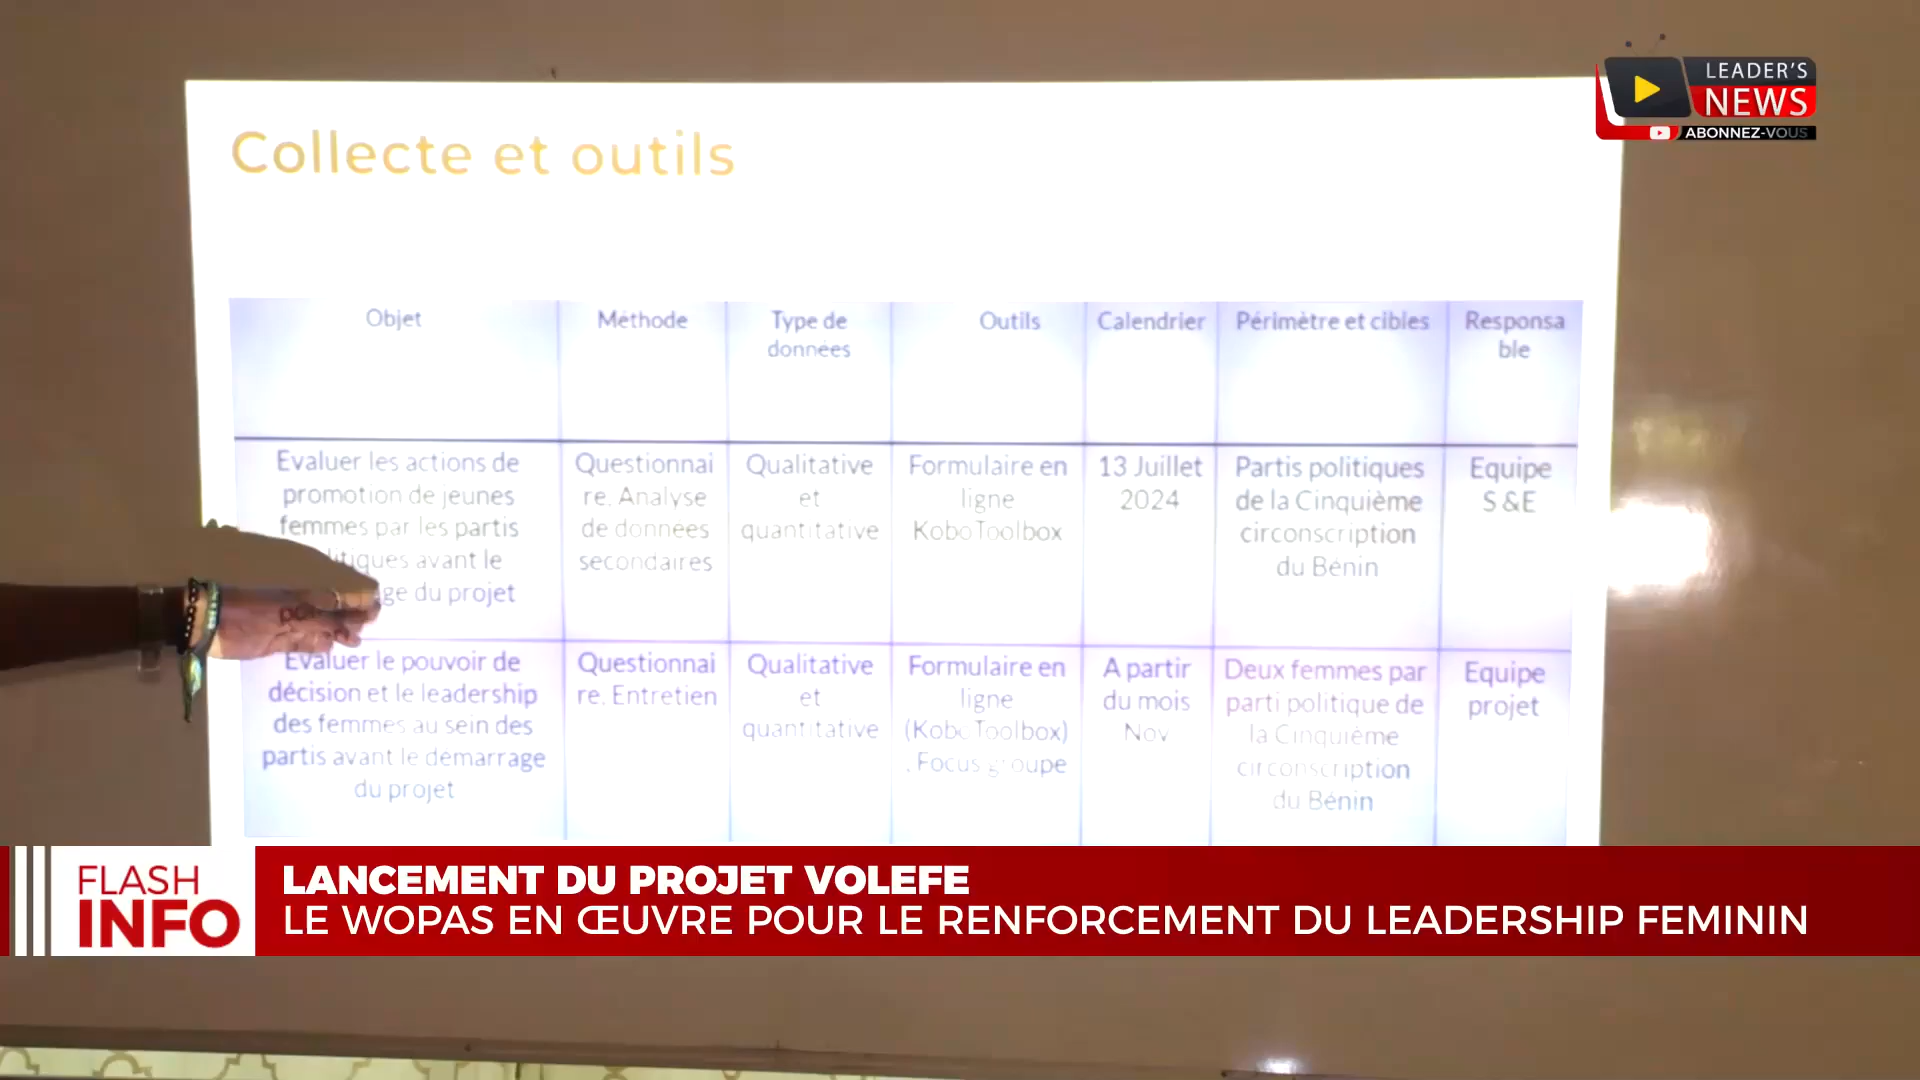 LEADER'S
NEWS
ABONNEZ-VOUS
Collecte et outils
Objet
Méthode
Type de
données
Outils
Calendrier
Périmètre et cibles
Responsa
ble
Evaluer les actions de
promotion de jeunes
femmes par les partis
avant le
du projet
Questionnai
re. Analyse
de données
secondaires
Qualitative
et
quantitative
Formulaire en
ligne
KoboToolbox
13 Juillet
2024
Partis politiques
de la Cinquième
circonscription
du Bénin
Equipe
S &E
Evaluer le pouvoir de
décision et le leadership
des femmes au sein des
partis avant le démarrage
du projet
Questionnai
re. Entretien
Qualitative
et
quantitative
Formulaire en
ligne
(KoboToolbox)
, Focus groupe
A partir
du mois
Nov
Deux femmes par
parti politique de
la Cinquième
circonscription
du Bénin
Equipe
projet
FLASH
INFO
LANCEMENT DU PROJET VOLEFE
LE WOPAS EN ŒUVRE POUR LE RENFORCEMENT DU LEADERSHIP FEMININ